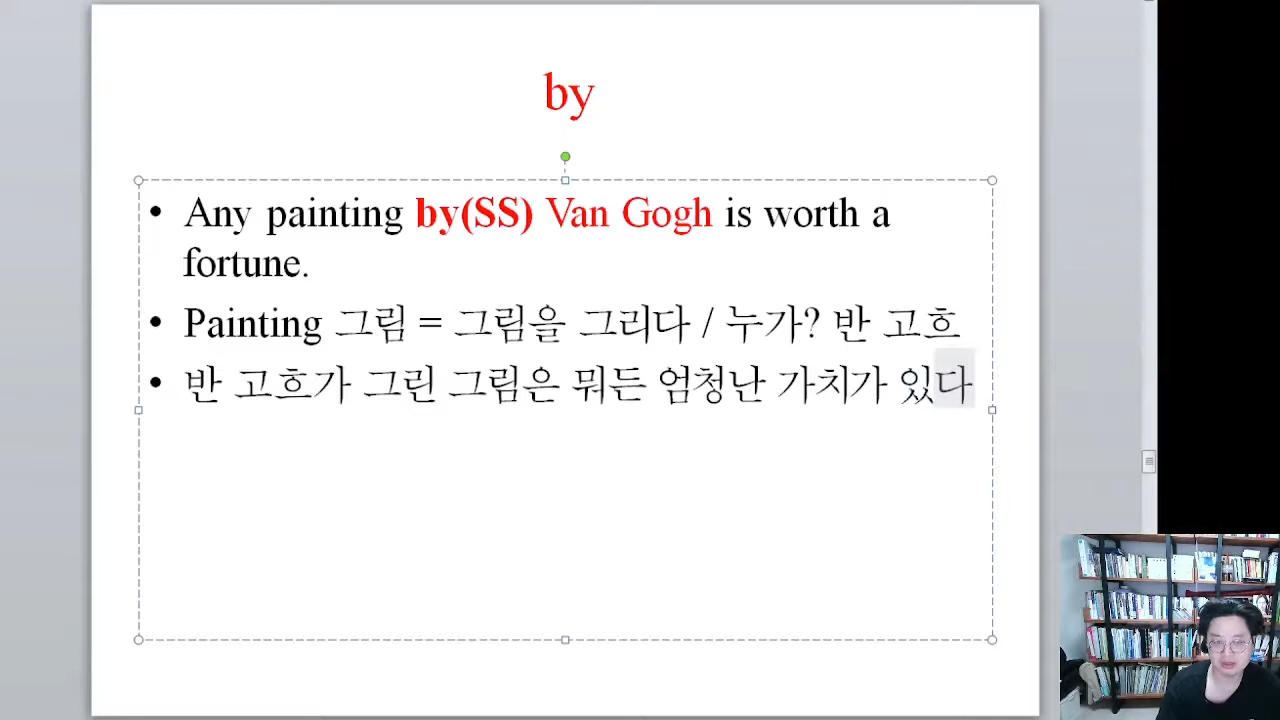 by
• Any painting by(SS) Van Gogh is worth a
fortune.
• Painting 그림 = 그림을 그리다 / 누가? 반 고흐
• 반 고흐가 그린 그림은 뭐든 엄청난 가치가 있다